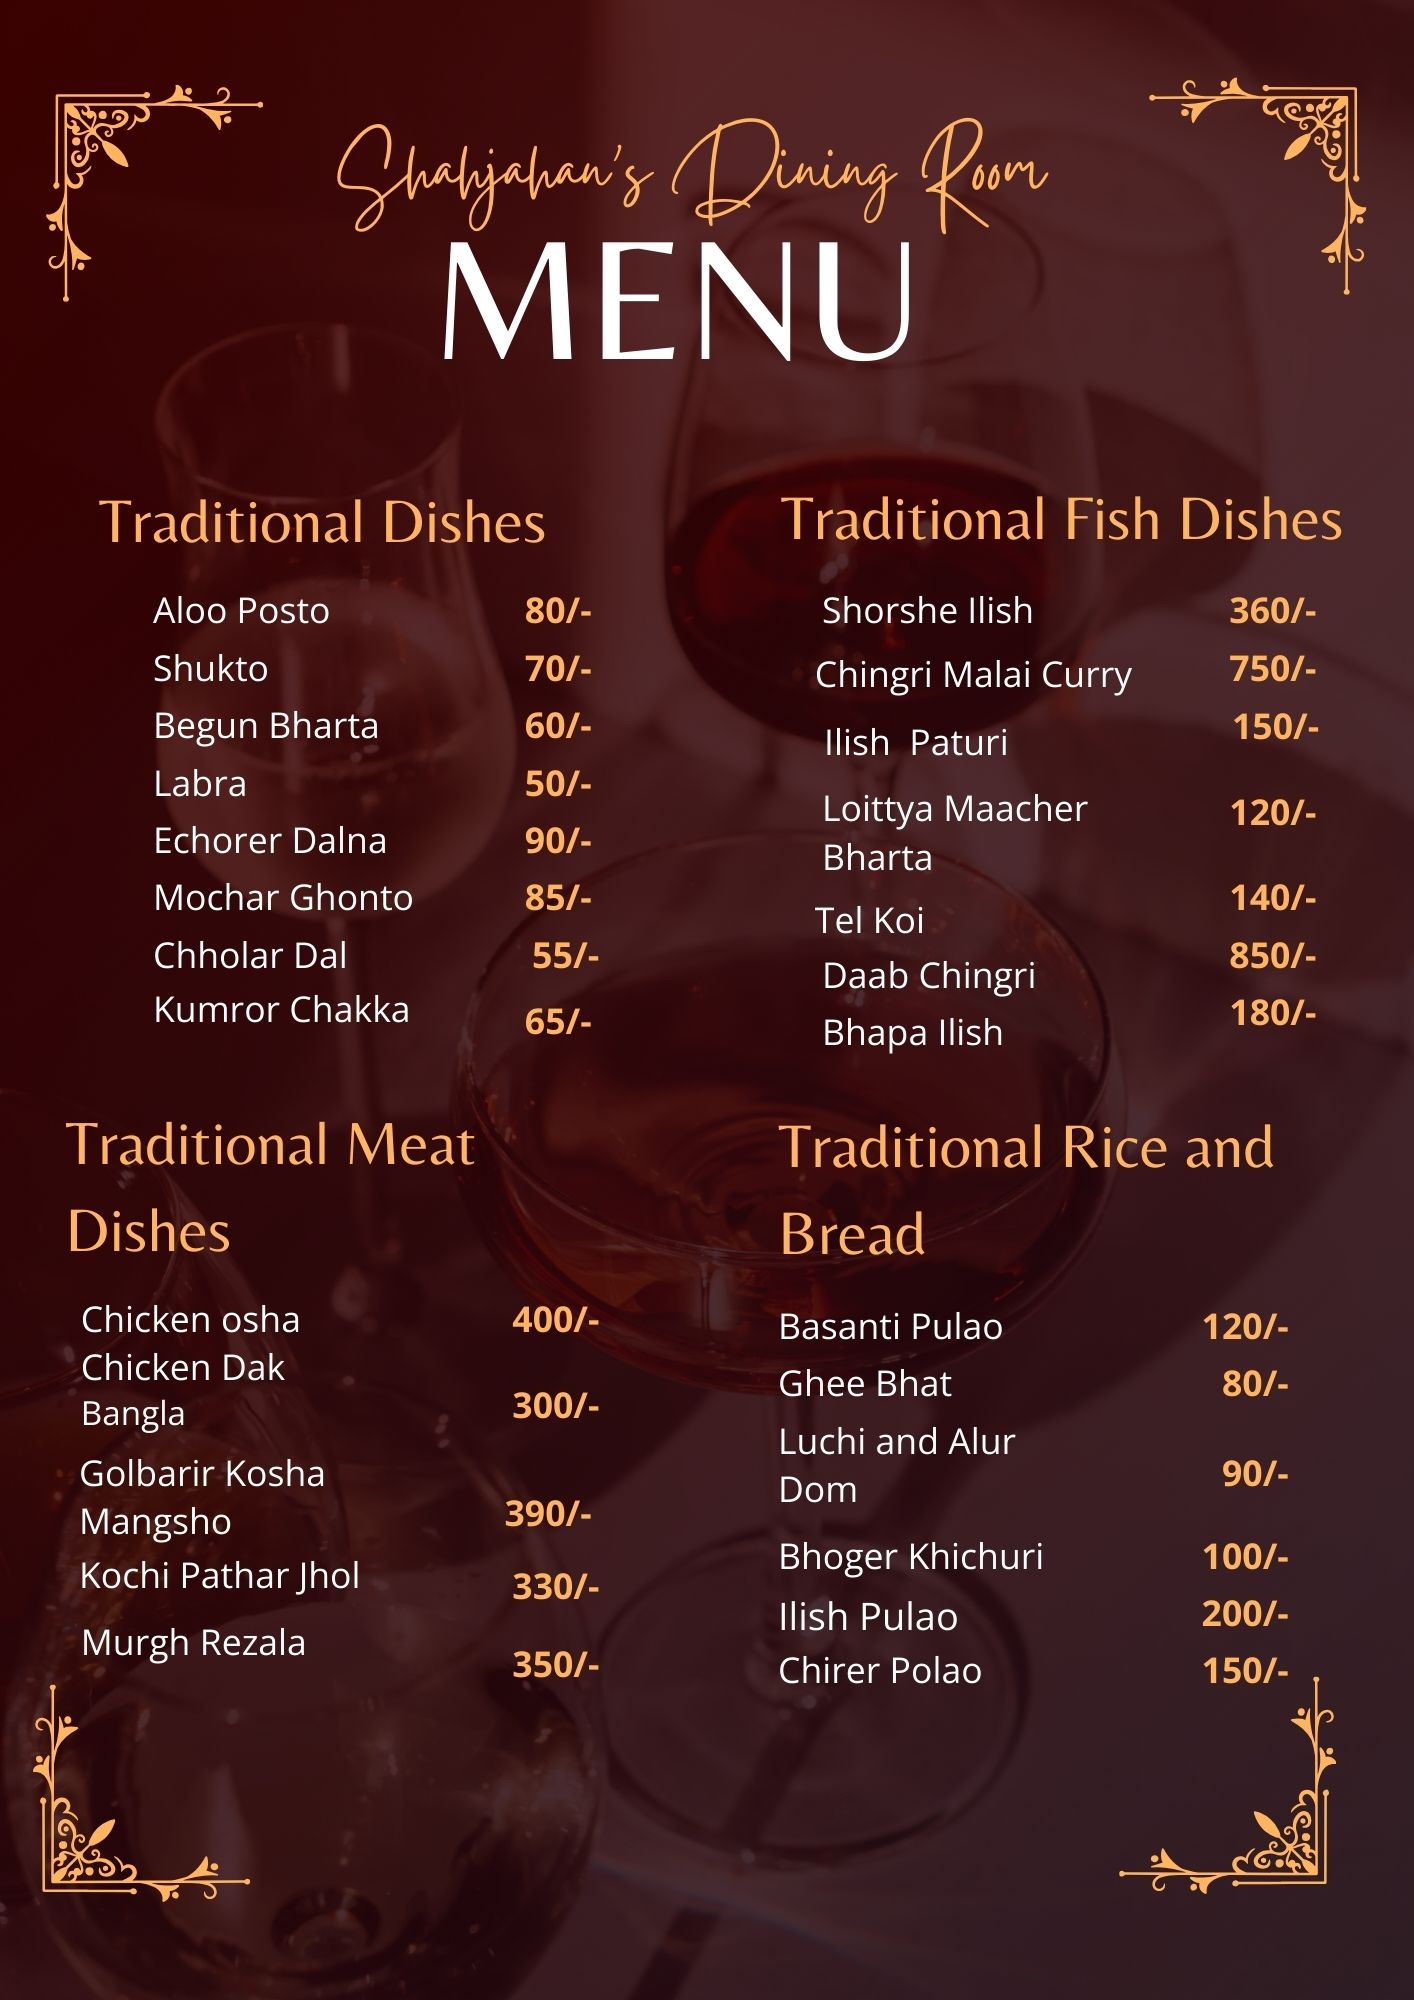 Shahjahan's Dining Room
MENU
Traditional Dishes
Aloo Posto 80/-
Shukto 70/-
Begun Bharta 60/-
Labra 50/-
Echorer Dalna 90/-
Mochar Ghonto 85/-
Chholar Dal 55/-
Kumror Chakka 65/-
Traditional Fish Dishes
Shorshe Ilish 360/-
Chingri Malai Curry 750/-
Ilish Paturi 150/-
Loittya Maacher 120/-
Bharta
Tel Koi 140/-
Daab Chingri 850/-
Bhapa Ilish 180/-
Traditional Meat
Dishes
Chicken osha 400/-
Chicken Dak
Bangla 300/-
Golbarir Kosha
Mangsho 390/-
Kochi Pathar Jhol 330/-
Murgh Rezala 350/-
Traditional Rice and
Bread
Basanti Pulao 120/-
Ghee Bhat 80/-
Luchi and Alur
Dom 90/-
Bhoger Khichuri 100/-
Ilish Pulao 200/-
Chirer Polao 150/-